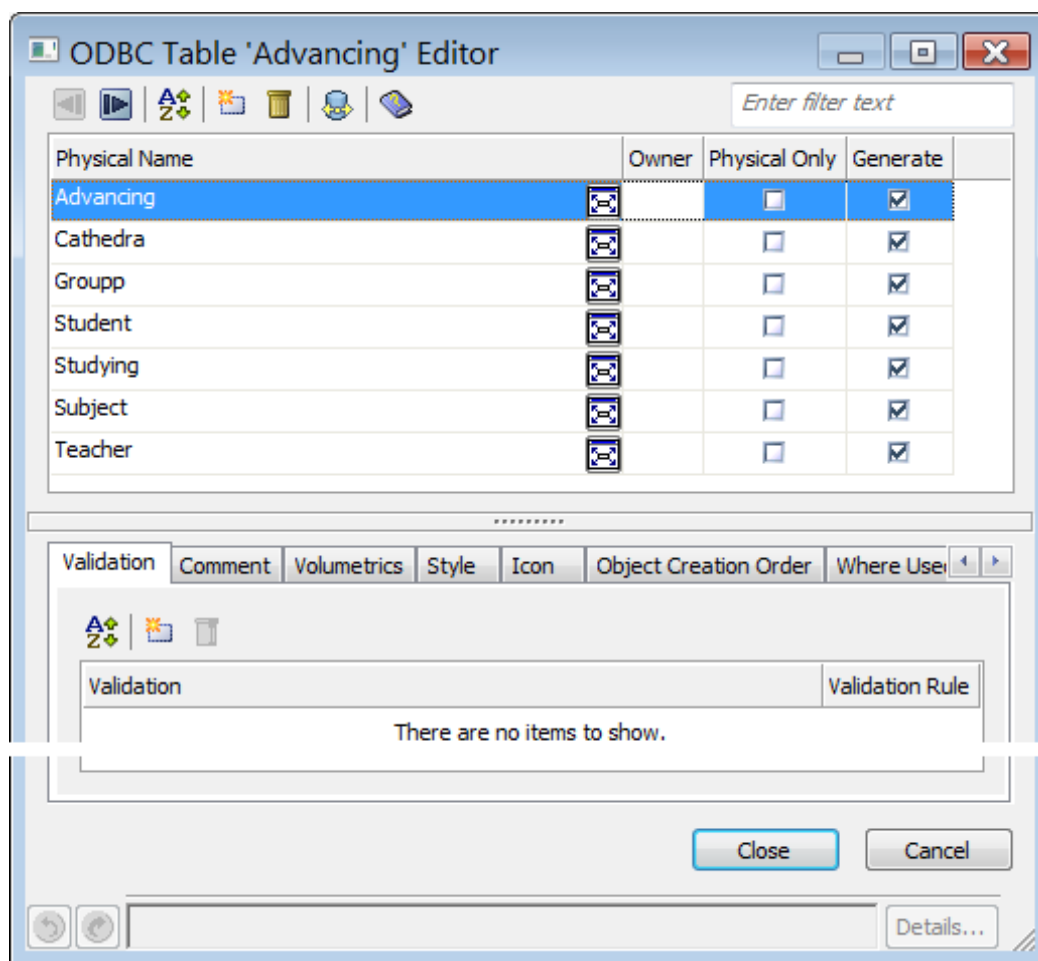 ODBC Table 'Advancing' Editor
Enter filter text
Physical Name Owner Physical Only Generate
Advancing
Cathedra
Groupp
Student
Studying
Subject
Teacher
Validation Comment Volumetrics Style Icon Object Creation Order Where Use
Validation Validation Rule
There are no items to show.
Close Cancel
Details...